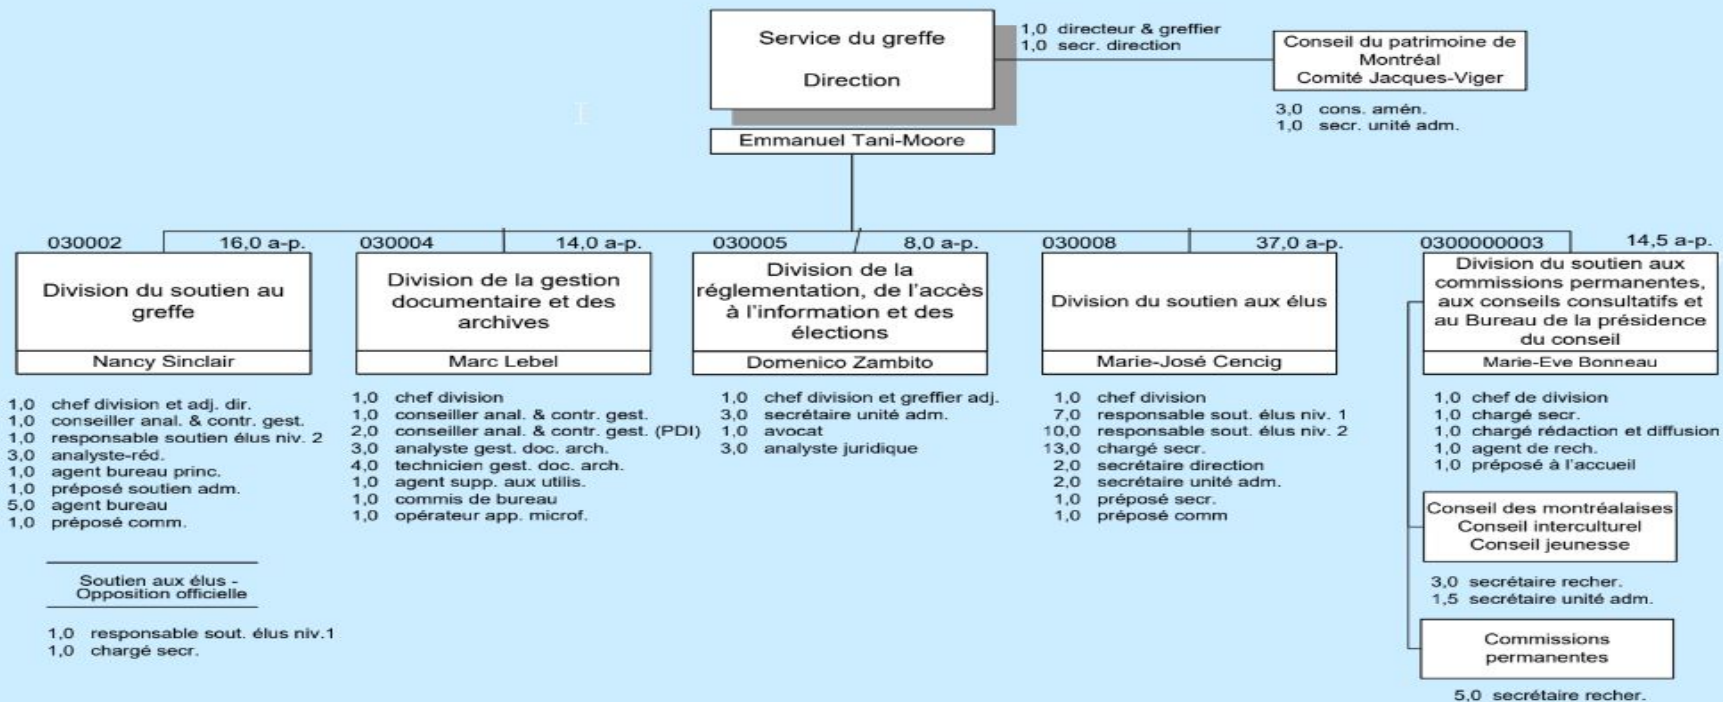 Service du greffe
Direction
Emmanuel Tani-Moore
1,0 directeur & greffier
1,0 secr. direction
Conseil du patrimoine de
Montréal
Comité Jacques-Viger
3,0 cons. amén.
1,0 secr. unité adm.
030002 16,0 a-p.
Division du soutien au
greffe
Nancy Sinclair
1,0 chef division et adj. dir.
1,0 conseiller anal. & contr. gest.
1,0 responsable soutien élus niv. 2
3,0 analyste-réd.
1,0 agent bureau princ.
1,0 préposé soutien adm.
5,0 agent bureau
1,0 préposé comm.
Soutien aux élus -
Opposition officielle
1,0 responsable sout. élus niv.1
1,0 chargé secr.
030004 14,0 a-p.
Division de la gestion
documentaire et des
archives
Marc Lebel
1,0 chef division
1,0 conseiller anal. & contr. gest.
2,0 conseiller anal. & contr. gest. (PDI)
3,0 analyste gest. doc. arch.
4,0 technicien gest. doc. arch.
1,0 agent supp. aux utilis.
1,0 commis de bureau
1,0 opérateur app. microf.
030005 8,0 a-p.
Division de la
réglementation, de l'accès
à l'information et des
élections
Domenico Zambito
1,0 chef division et greffier adj.
3,0 secrétaire unité adm.
1,0 avocat
3,0 analyste juridique
030008 37,0 a-p.
Division du soutien aux élus
Marie-José Cencig
1,0 chef division
7,0 responsable sout. élus niv. 1
10,0 responsable sout. élus niv. 2
13,0 chargé secr.
2,0 secrétaire direction
2,0 secrétaire unité adm.
1,0 préposé secr.
1,0 préposé comm
0300000003 14,5 a-p.
Division du soutien aux
commissions permanentes,
aux conseils consultatifs et
au Bureau de la présidence
du conseil
Marie-Eve Bonneau
1,0 chef de division
1,0 chargé secr.
1,0 chargé rédaction et diffusion
1,0 agent de rech.
1,0 préposé à l'accueil
Conseil des montréalaises
Conseil interculturel
Conseil jeunesse
3,0 secrétaire recher.
1,5 secrétaire unité adm.
Commissions
permanentes
5,0 secrétaire recher.